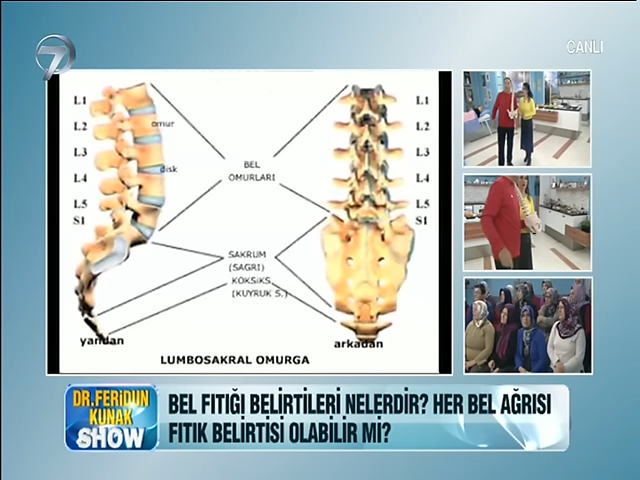 7
CANLI
L1
L2
L3
L4
L5
S1
omur
disk
BEL
OMURLARI
SAKRUM
(SAGRI)
KOKSİKS
(KUYRUK S.)
L1
L2
L3
L4
L5
S1
yandan
arkadan
LUMBOSAKRAL OMURGA
DR.FERİDUN
KUNAK
SHOW
BEL FITIĞI BELİRTİLERİ NELERDİR? HER BEL AĞRISI
FITIK BELİRTİSİ OLABİLİR Mİ?